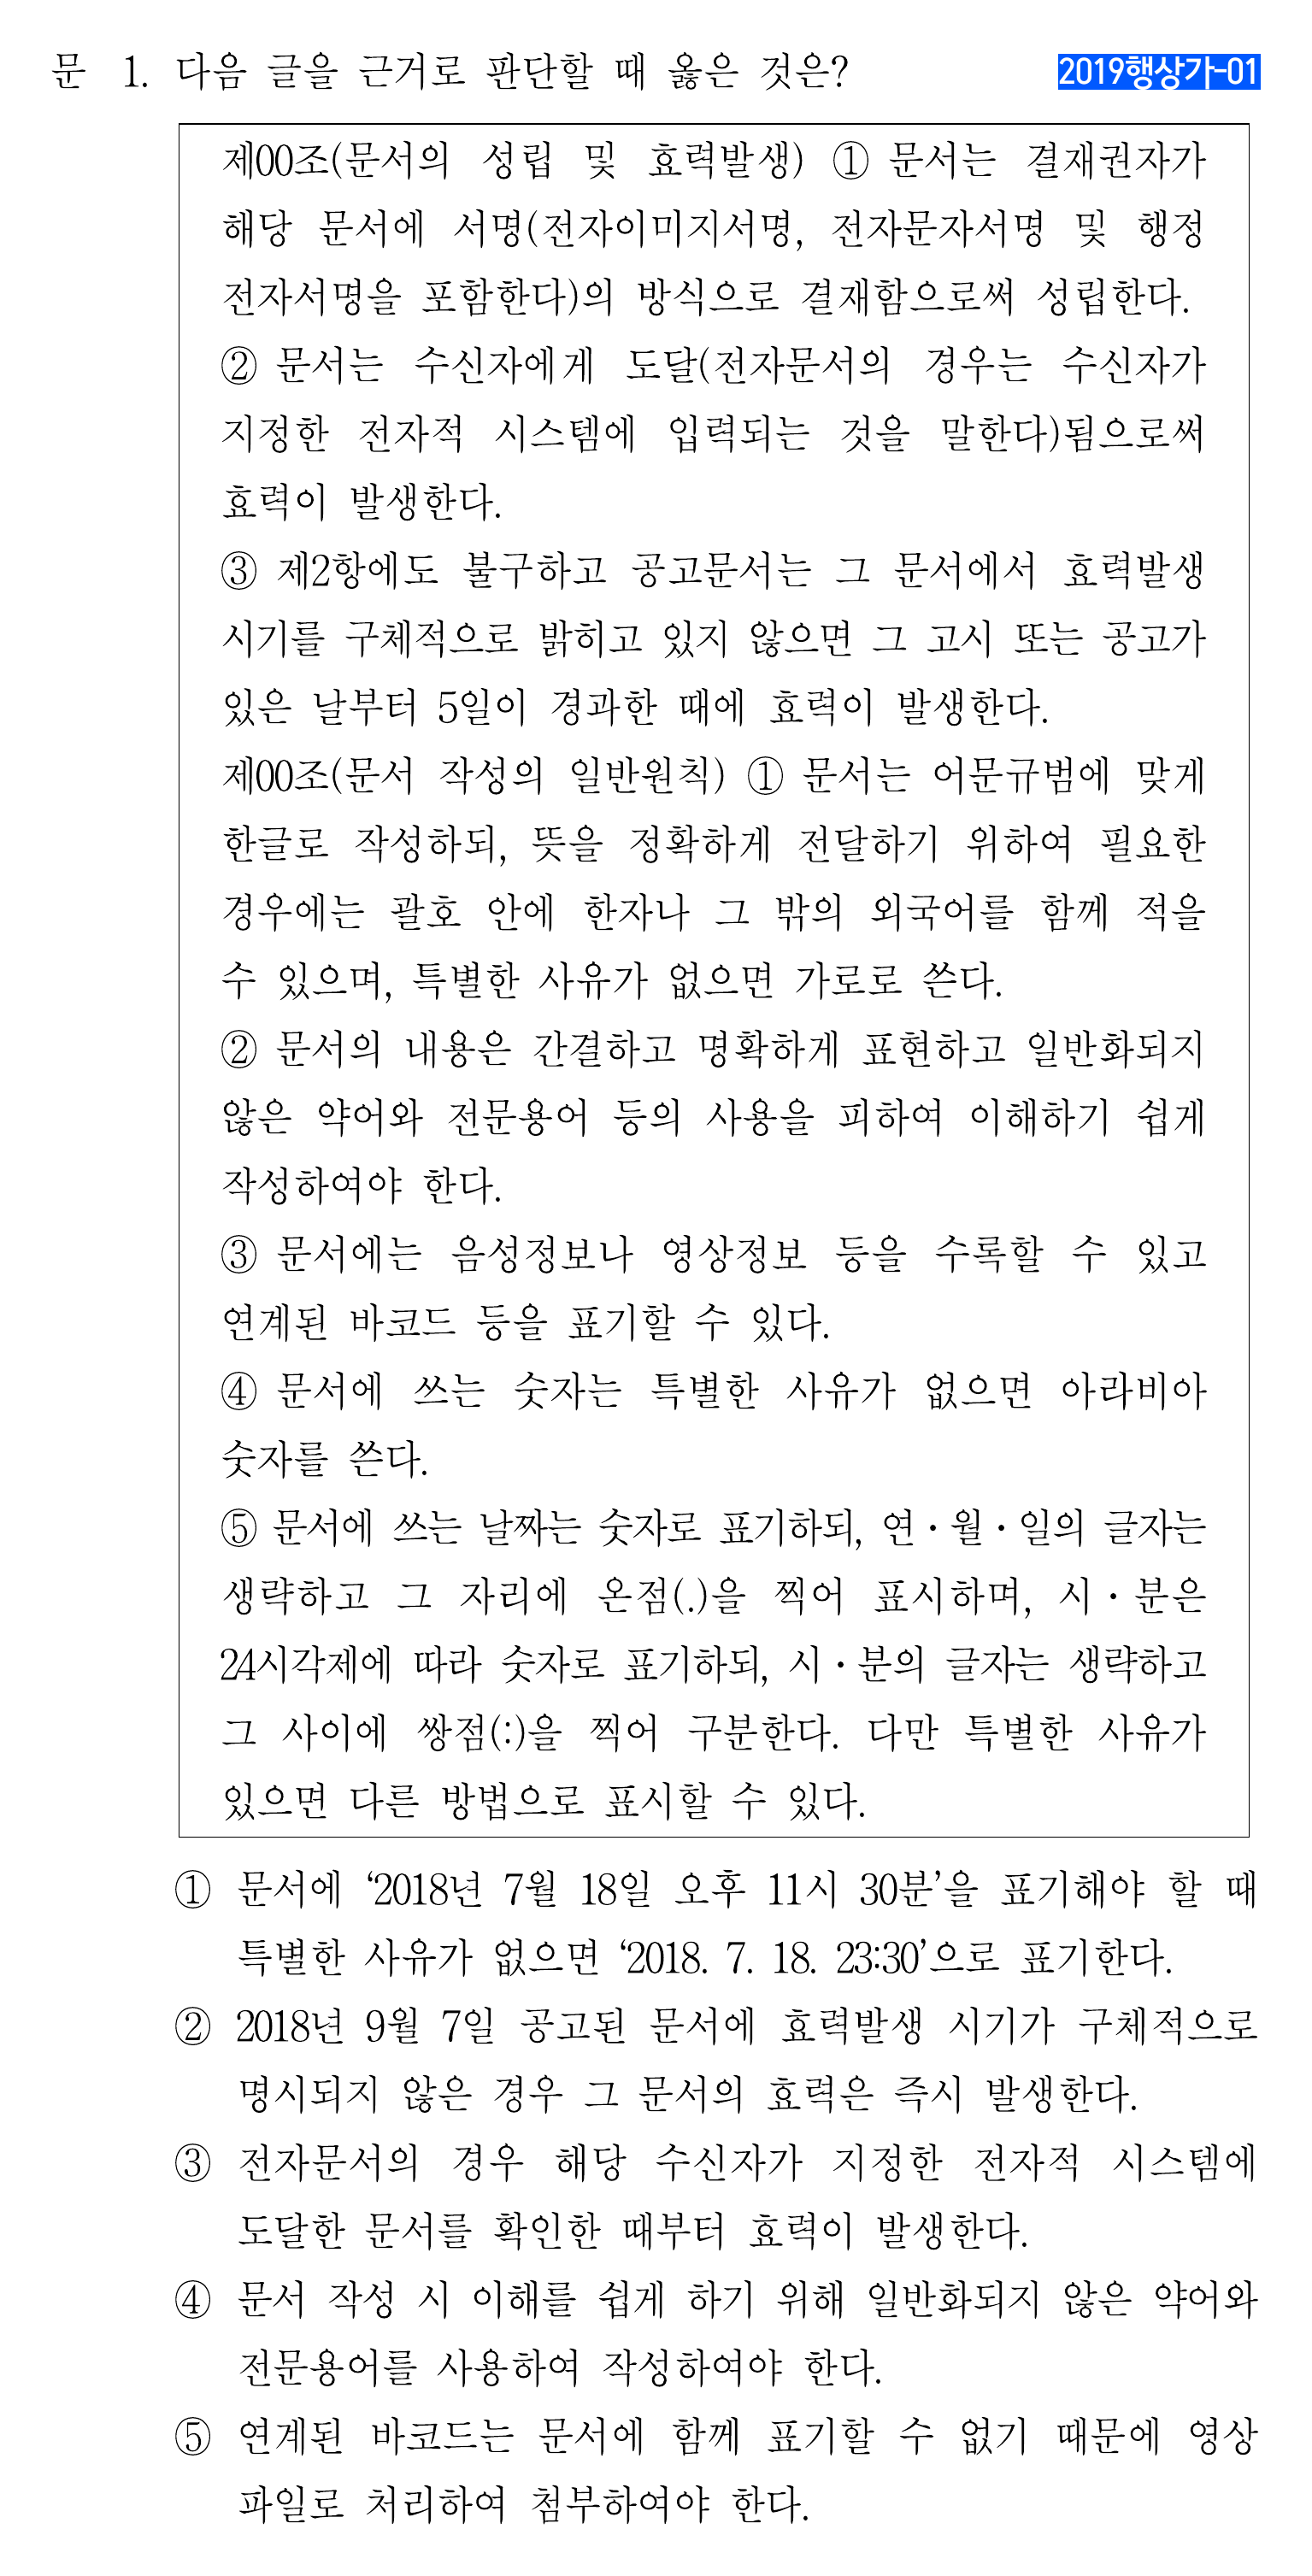 문 1. 다음 글을 근거로 판단할 때 옳은 것은?
2019행상가-01
제00조(문서의 성립 및 효력발생) ① 문서는 결재권자가
해당 문서에 서명(전자이미지서명, 전자문자서명 및 행정
전자서명을 포함한다)의 방식으로 결재함으로써 성립한다.
② 문서는 수신자에게 도달(전자문서의 경우는 수신자가
지정한 전자적 시스템에 입력되는 것을 말한다)됨으로써
효력이 발생한다.
③ 제2항에도 불구하고 공고문서는 그 문서에서 효력발생
시기를 구체적으로 밝히고 있지 않으면 그 고시 또는 공고가
있은 날부터 5일이 경과한 때에 효력이 발생한다.
제00조(문서 작성의 일반원칙) ① 문서는 어문규범에 맞게
한글로 작성하되, 뜻을 정확하게 전달하기 위하여 필요한
경우에는 괄호 안에 한자나 그 밖의 외국어를 함께 적을
수 있으며, 특별한 사유가 없으면 가로로 쓴다.
② 문서의 내용은 간결하고 명확하게 표현하고 일반화되지
않은 약어와 전문용어 등의 사용을 피하여 이해하기 쉽게
작성하여야 한다.
③ 문서에는 음성정보나 영상정보 등을 수록할 수 있고
연계된 바코드 등을 표기할 수 있다.
④ 문서에 쓰는 숫자는 특별한 사유가 없으면 아라비아
숫자를 쓴다.
⑤ 문서에 쓰는 날짜는 숫자로 표기하되, 연・월・일의 글자는
생략하고 그 자리에 온점(.)을 찍어 표시하며, 시・분은
24시각제에 따라 숫자로 표기하되, 시・분의 글자는 생략하고
그 사이에 쌍점(:)을 찍어 구분한다. 다만 특별한 사유가
있으면 다른 방법으로 표시할 수 있다.
① 문서에 ‘2018년 7월 18일 오후 11시 30분’을 표기해야 할 때
특별한 사유가 없으면 ‘2018. 7. 18. 23:30’으로 표기한다.
② 2018년 9월 7일 공고된 문서에 효력발생 시기가 구체적으로
명시되지 않은 경우 그 문서의 효력은 즉시 발생한다.
③ 전자문서의 경우 해당 수신자가 지정한 전자적 시스템에
도달한 문서를 확인한 때부터 효력이 발생한다.
④ 문서 작성 시 이해를 쉽게 하기 위해 일반화되지 않은 약어와
전문용어를 사용하여 작성하여야 한다.
⑤ 연계된 바코드는 문서에 함께 표기할 수 없기 때문에 영상
파일로 처리하여 첨부하여야 한다.